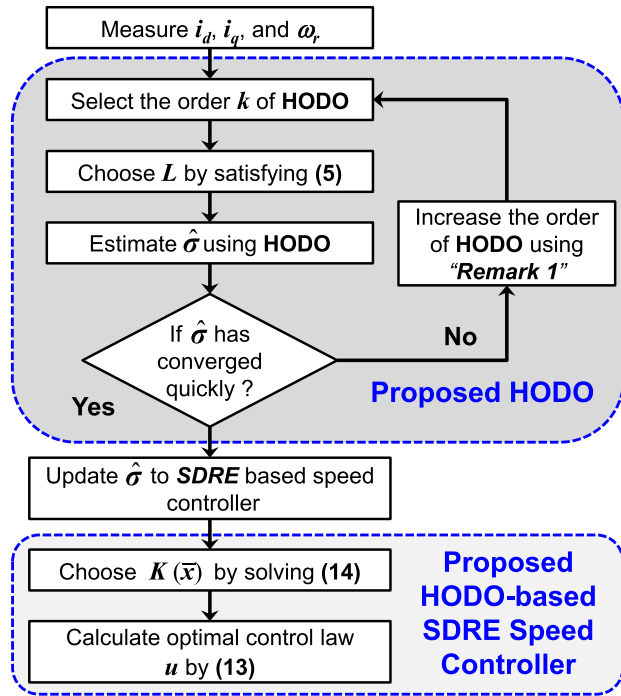 Measure i_d, i_q, and ω_r
Select the order k of HODO
Choose L by satisfying (5)
Estimate σ̂ using HODO
If σ̂ has
converged
quickly ?
Yes
No
Increase the order
of HODO using
“Remark 1”
Proposed HODO
Update σ̂ to SDRE based speed
controller
Choose K (x̄) by solving (14)
Calculate optimal control law
u by (13)
Proposed
HODO-based
SDRE Speed
Controller